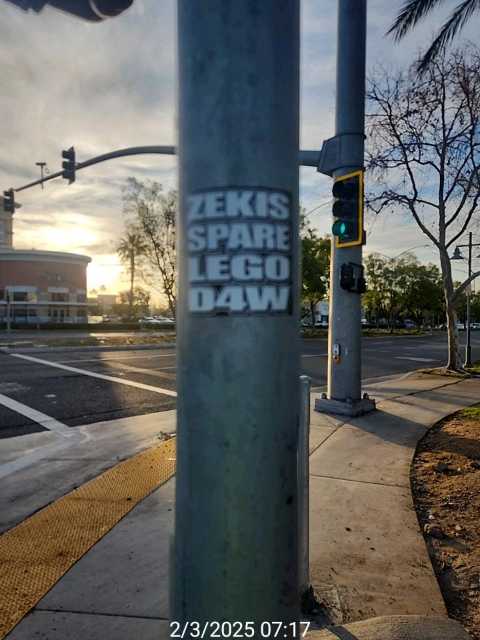 ZEKIS
SPARE
LEGO
D4W
2/3/2025 07:17